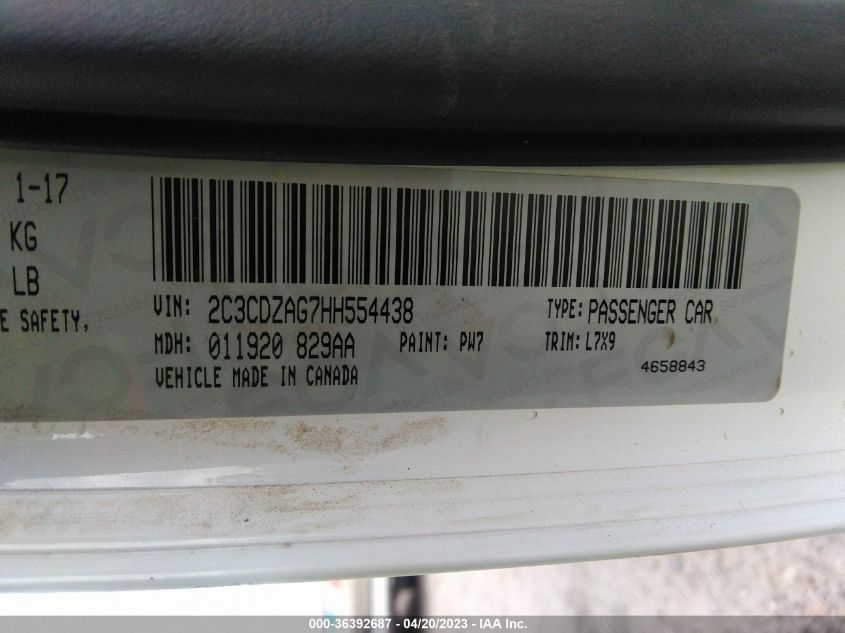 1-17
KG
LB
E SAFETY,
VIN: 2C3CDZAG7HH554438 TYPE: PASSENGER CAR
MDH: 011920 829AA PAINT: PW7 TRIM: L7X9
VEHICLE MADE IN CANADA 4658843
000-36392687 - 04/20/2023 - IAA Inc.